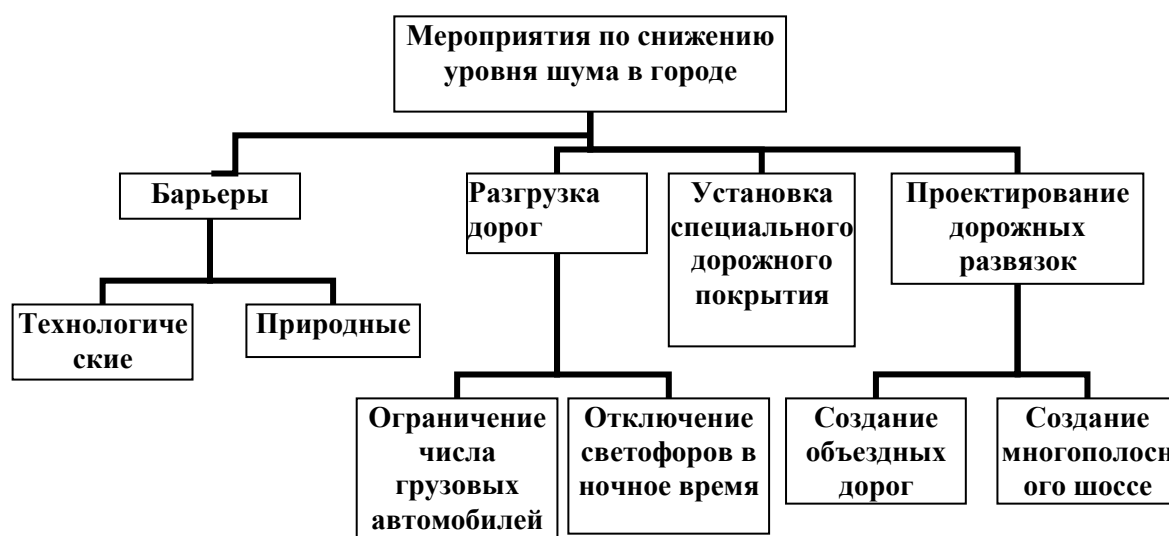 Мероприятия по снижению
уровня шума в городе
Барьеры
Разгрузка
дорог
Установка
специального
дорожного
покрытия
Проектирование
дорожных
развязок
Технологиче
ские
Природные
Ограничение
числа
грузовых
автомобилей
Отключение
светофоров в
ночное время
Создание
объездных
дорог
Создание
многополосн
ого шоссе